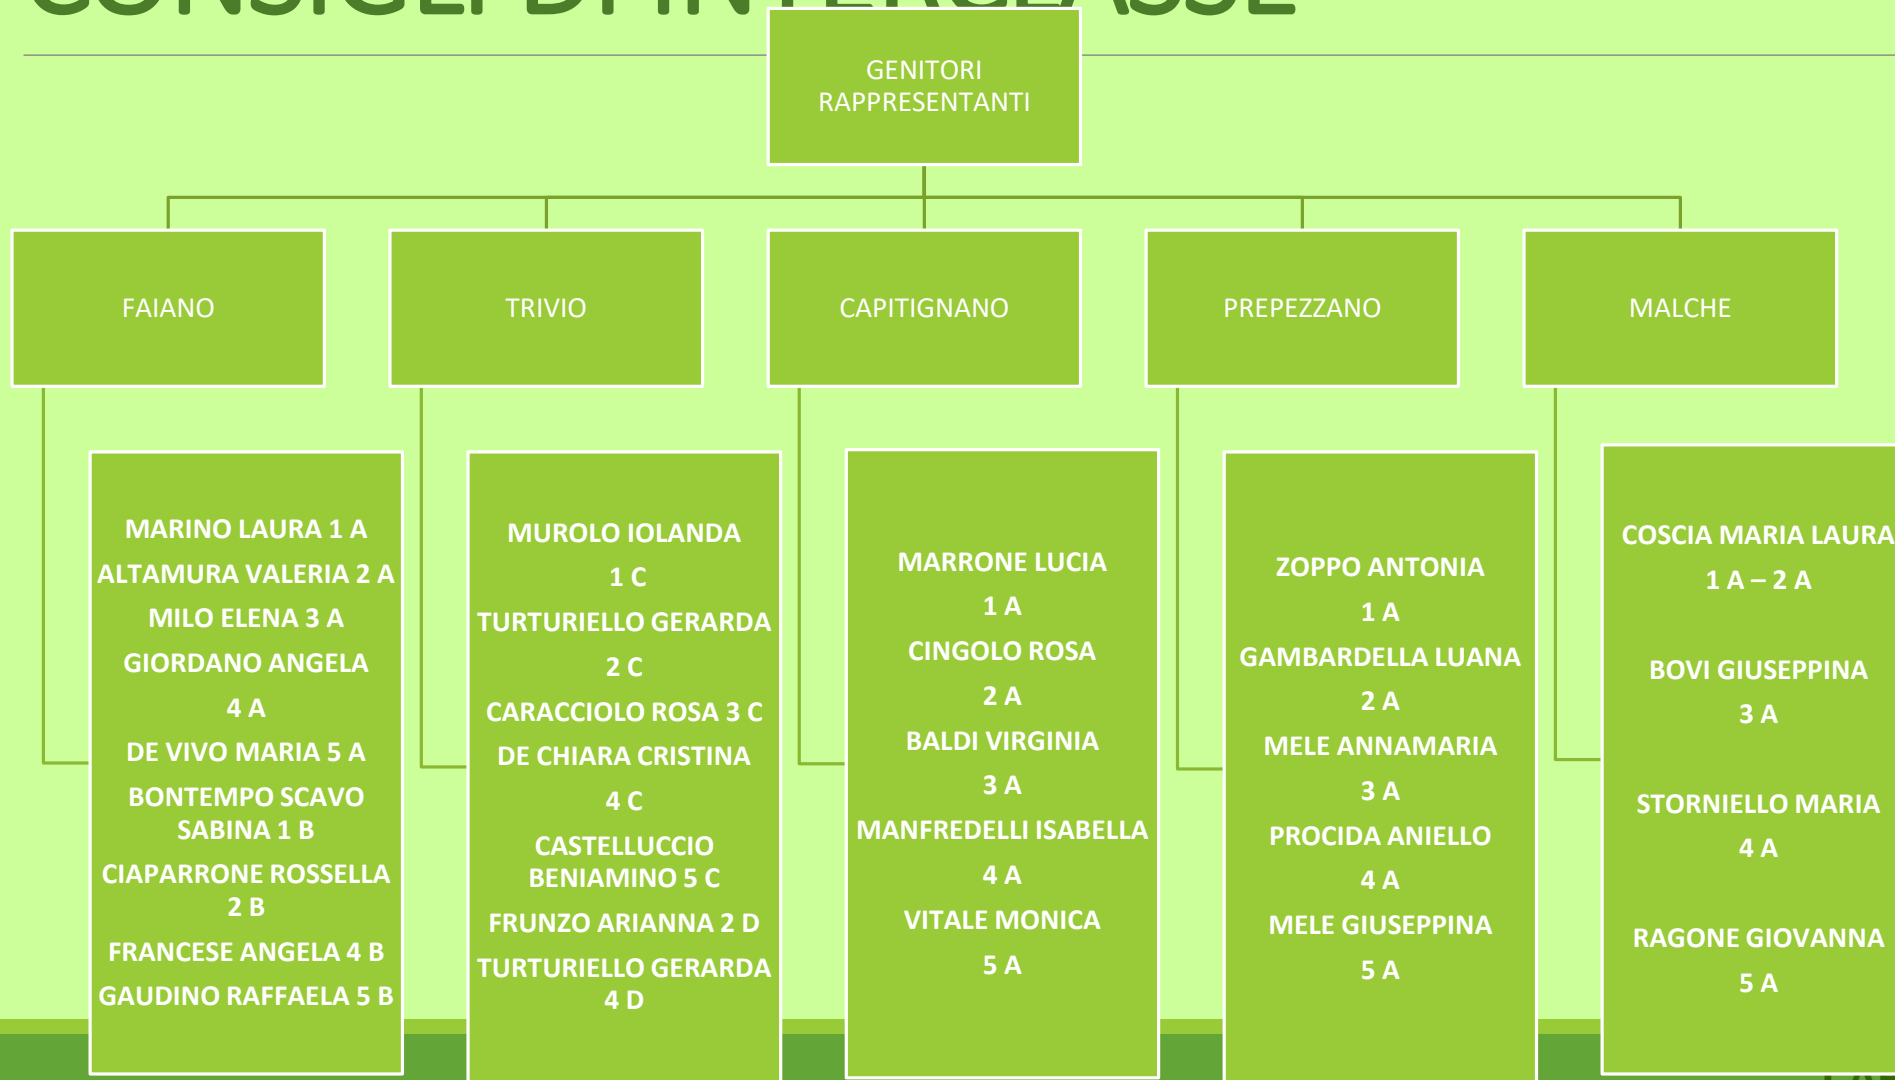 CONSIGLI DI INTERCLASSE
GENITORI
RAPPRESENTANTI
FAIANO
TRIVIO
CAPITIGNANO
PREPEZZANO
MALCHE
MARINO LAURA 1 A
ALTAMURA VALERIA 2 A
MILO ELENA 3 A
GIORDANO ANGELA
4 A
DE VIVO MARIA 5 A
BONTEMPO SCAVO
SABINA 1 B
CIAPARRONE ROSSELLA
2 B
FRANCESE ANGELA 4 B
GAUDINO RAFFAELA 5 B
MUROLO IOLANDA
1 C
TURTURIELLO GERARDA
2 C
CARACCIOLO ROSA 3 C
DE CHIARA CRISTINA
4 C
CASTELLUCCIO
BENIAMINO 5 C
FRUNZO ARIANNA 2 D
TURTURIELLO GERARDA
4 D
MARRONE LUCIA
1 A
CINGOLO ROSA
2 A
BALDI VIRGINIA
3 A
MANFREDELLI ISABELLA
4 A
VITALE MONICA
5 A
ZOPPO ANTONIA
1 A
GAMBARDELLA LUANA
2 A
MELE ANNAMARIA
3 A
PROCIDA ANIELLO
4 A
MELE GIUSEPPINA
5 A
COSCIA MARIA LAURA
1 A – 2 A
BOVI GIUSEPPINA
3 A
STORNIELLO MARIA
4 A
RAGONE GIOVANNA
5 A